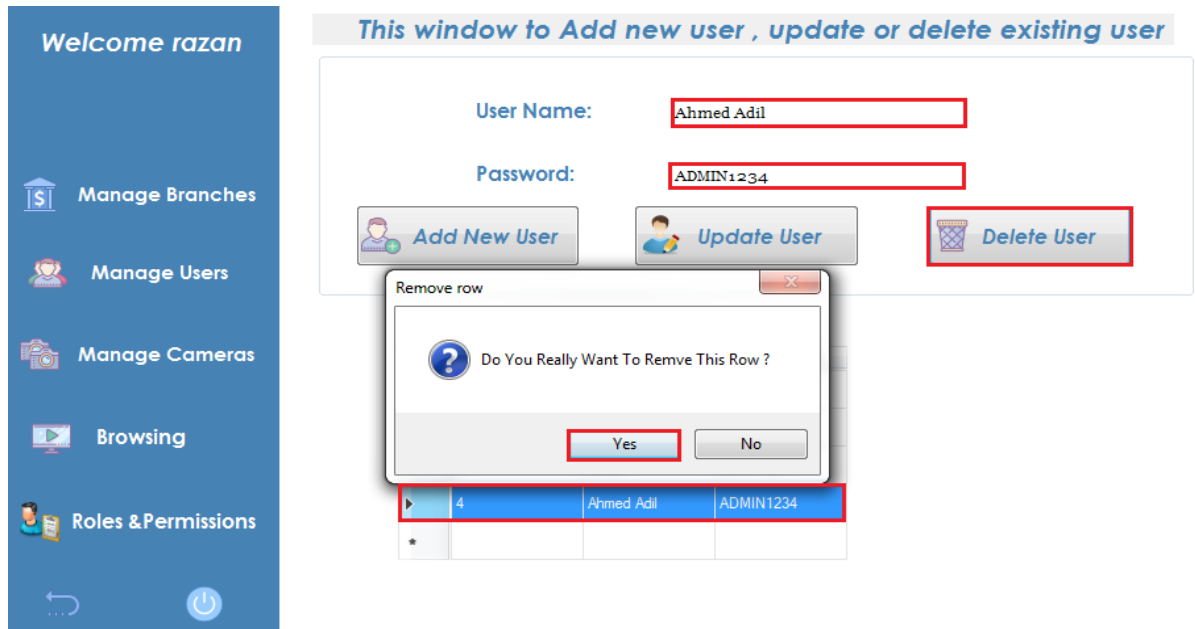 Welcome razan
This window to Add new user , update or delete existing user
User Name:
Ahmed Adil
Password:
ADMIN1234
Manage Branches
Add New User
Update User
Delete User
Manage Users
Remove row
Manage Cameras
Do You Really Want To Remve This Row ?
Browsing
Yes
No
4 Ahmed Adil ADMIN1234
*
Roles &Permissions